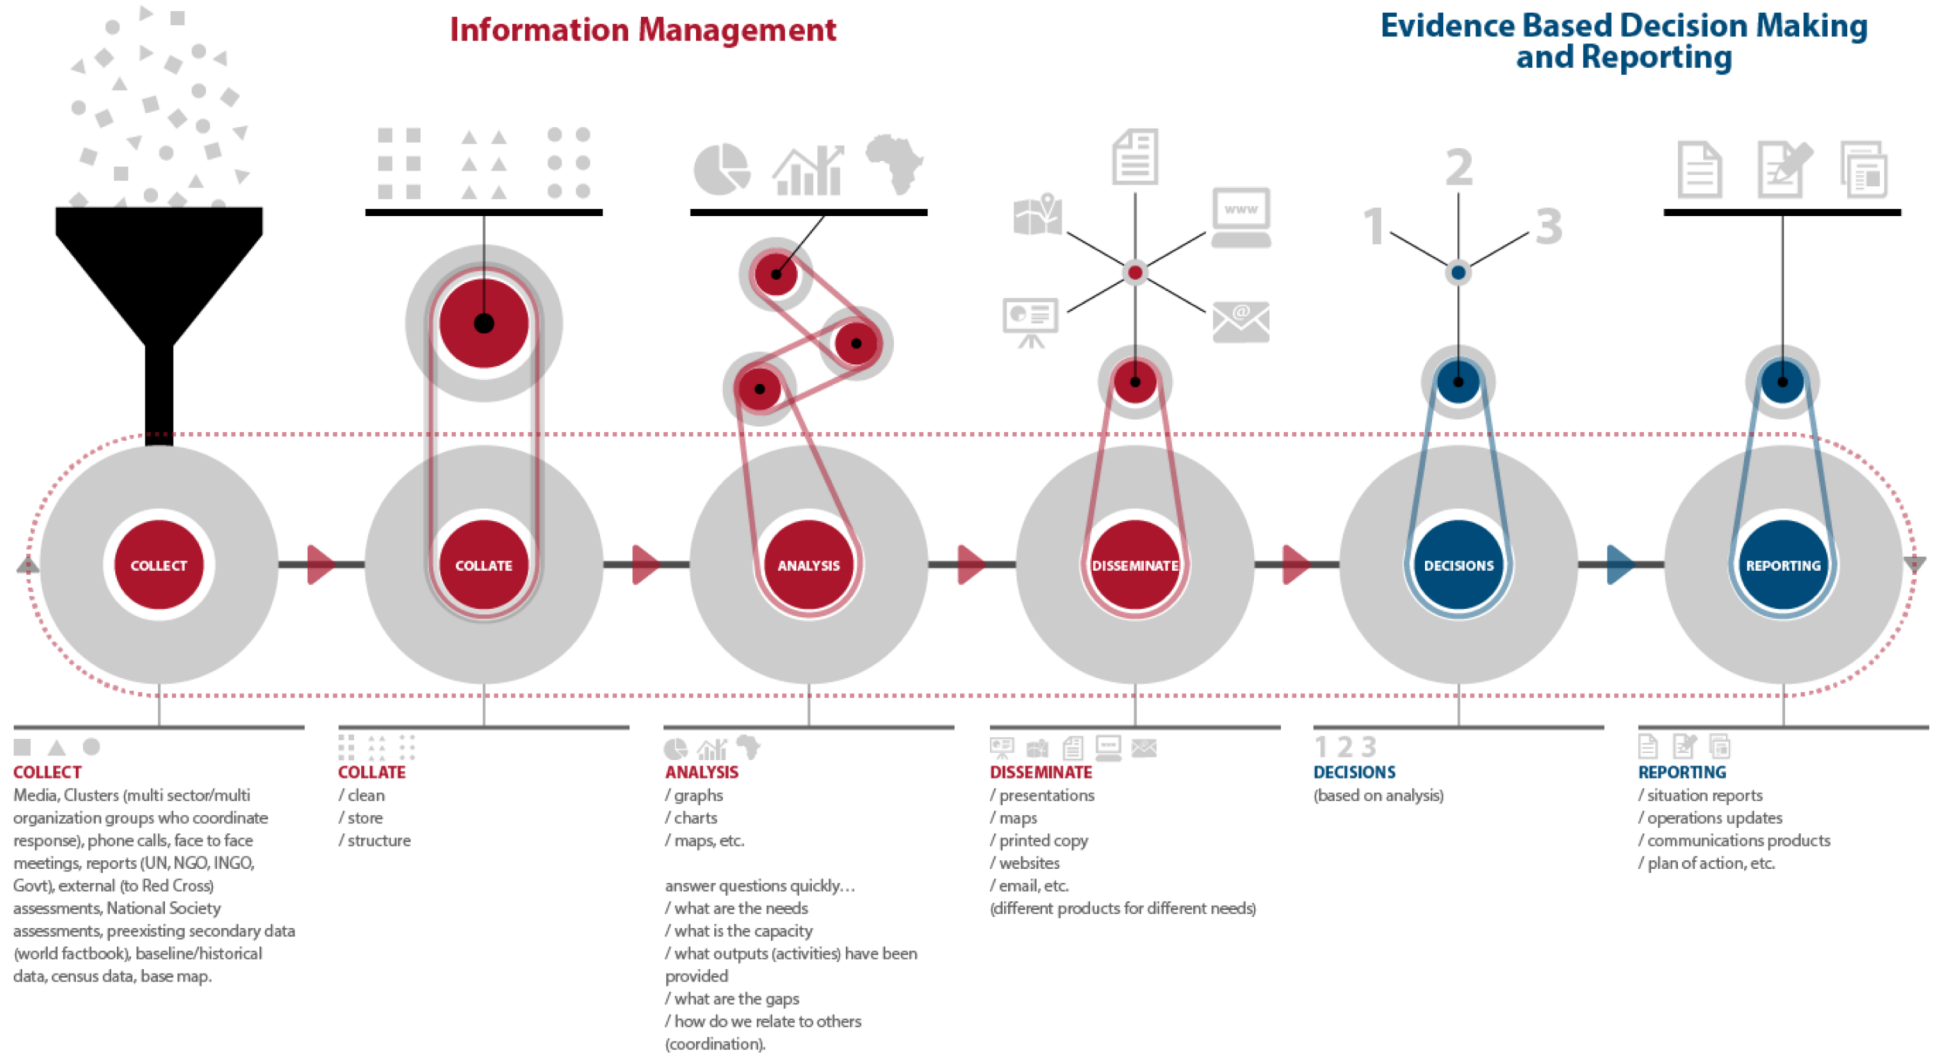 Information Management
Evidence Based Decision Making
and Reporting
2
1
3
www
@
COLLECT
COLLATE
ANALYSIS
DISSEMINATE
DECISIONS
REPORTING
COLLECT
Media, Clusters (multi sector/multi
organization groups who coordinate
response), phone calls, face to face
meetings, reports (UN, NGO, INGO,
Govt), external (to Red Cross)
assessments, National Society
assessments, preexisting secondary data
(world factbook), baseline/historical
data, census data, base map.
COLLATE
/ clean
/ store
/ structure
ANALYSIS
/ graphs
/ charts
/ maps, etc.
answer questions quickly…
/ what are the needs
/ what is the capacity
/ what outputs (activities) have been
provided
/ what are the gaps
/ how do we relate to others
(coordination).
www
DISSEMINATE
/ presentations
/ maps
/ printed copy
/ websites
/ email, etc.
(different products for different needs)
1 2 3
DECISIONS
(based on analysis)
REPORTING
/ situation reports
/ operations updates
/ communications products
/ plan of action, etc.